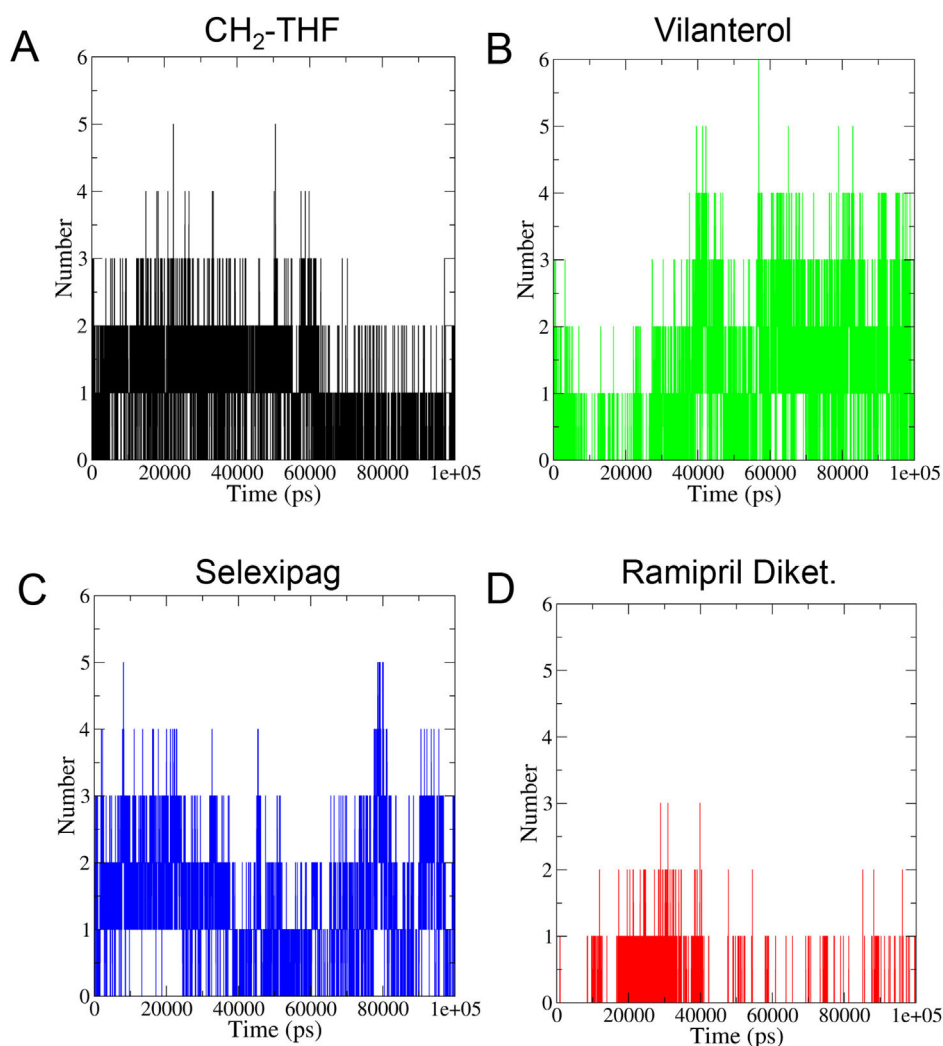 A
CH₂-THF
6
5
4
3
2
1
0
Number
0 20000 40000 60000 80000 1e+05
Time (ps)
B
Vilanterol
6
5
4
3
2
1
0
Number
0 20000 40000 60000 80000 1e+05
Time (ps)
C
Selexipag
6
5
4
3
2
1
0
Number
0 20000 40000 60000 80000 1e+05
Time (ps)
D
Ramipril Diket.
6
5
4
3
2
1
0
Number
0 20000 40000 60000 80000 1e+05
Time (ps)